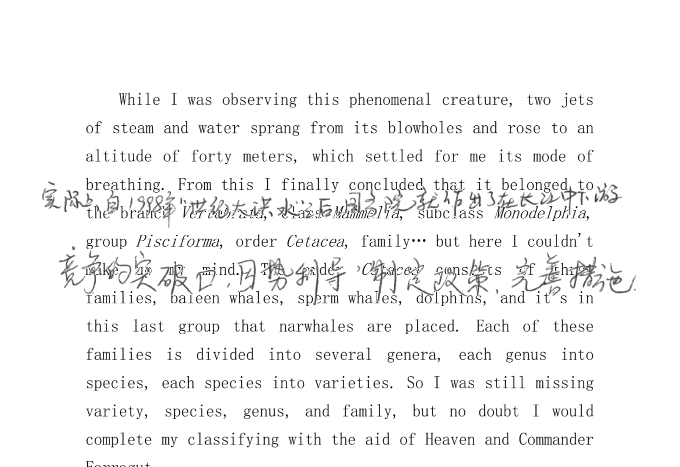 While I was observing this phenomenal creature, two jets
of steam and water sprang from its blowholes and rose to an
altitude of forty meters, which settled for me its mode of
breathing. From this I finally concluded that it belonged to
实际上自1998年世纪大洪水之后国务院就作出了在长江中下游
the branch Vertebrata, class Mammalia, subclass Monodelphia,
group Pisciforma, order Cetacea, family… but here I couldn't
竞争的突破口,因势利导,制定政策,完善措施.
make up my mind. The order Cetacea consists of three
families, baleen whales, sperm whales, dolphins, and it's in
this last group that narwhales are placed. Each of these
families is divided into several genera, each genus into
species, each species into varieties. So I was still missing
variety, species, genus, and family, but no doubt I would
complete my classifying with the aid of Heaven and Commander
Farragut.